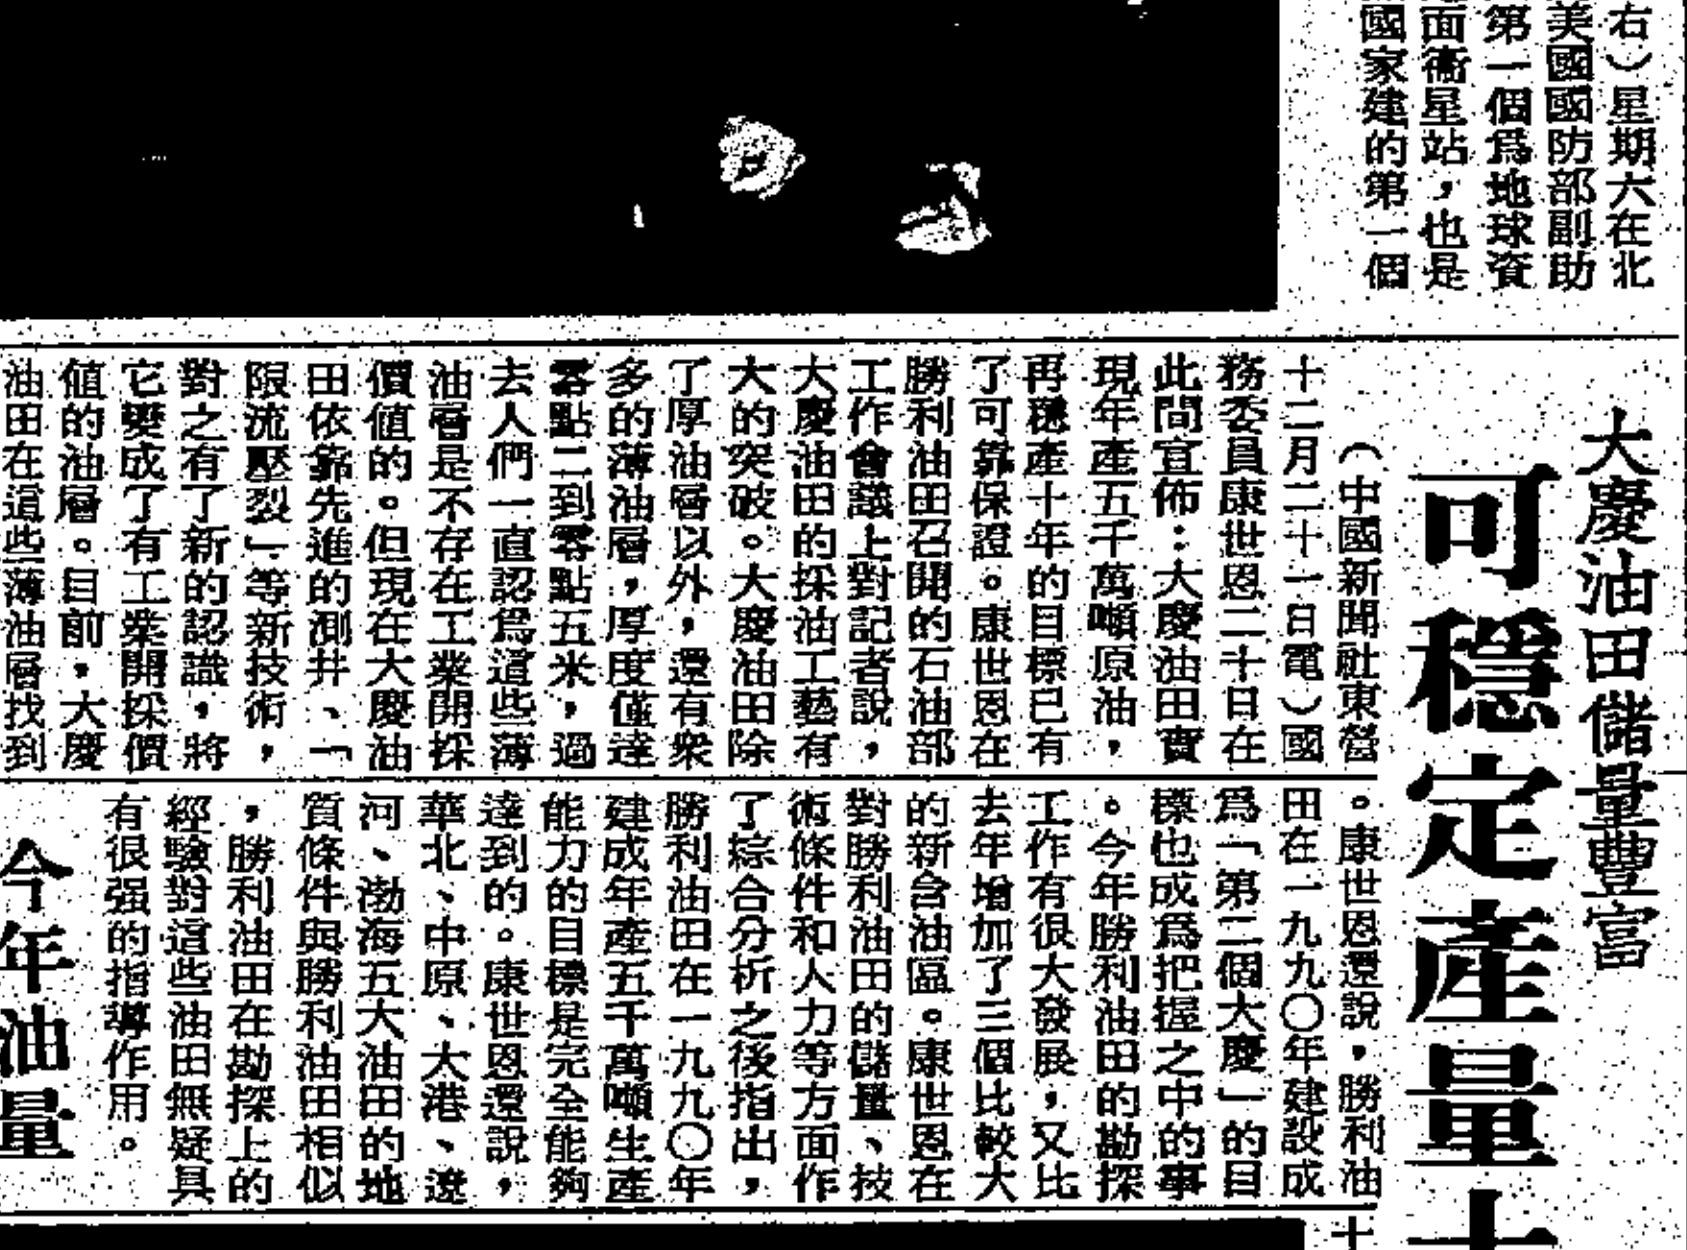 右）星期六在北
美國國防部副助
第一個爲地球資
面衞星站，也是
國家建的第一個
大慶油田儲量豐富
可穩定產量十
（中國新聞社東營
十二月二十一日電）國
務委員康世恩二十日在
此間宣佈：大慶油田實
現年產五千萬噸原油，
再穩產十年的目標已有
了可靠保證。康世恩在
勝利油田召開的石油部
工作會議上對記者說，
大慶油田的採油工藝有
大的突破。大慶油田除
了厚油層以外，還有衆
多的薄油層，厚度僅達
零點二到零點五米，過
去人們一直認爲這些薄
油層是不存在工業開採
價值的。但現在大慶油
田依靠先進的測井、「
限流壓裂」等新技術，
對之有了新的認識，將
它變成了有工業開採價
值的油層。目前，大慶
油田在這些薄油層找到
。康世恩還說，勝利油
田在一九九〇年建設成
爲「第二個大慶」的目
標也成爲把握之中的事
。今年勝利油田的勘探
工作有很大發展，又比
去年增加了三個比較大
的新含油區。康世恩在
對勝利油田的儲量、技
術條件和人力等方面作
了綜合分析之後指出，
勝利油田在一九九〇年
建成年產五千萬噸生產
能力的目標是完全能夠
達到的。康世恩還說，
華北、中原、大港、遼
河、渤海五大油田的地
質條件與勝利油田相似
，勝利油田在勘探上的
經驗對這些油田無疑具
有很强的指導作用。
今年油量
十